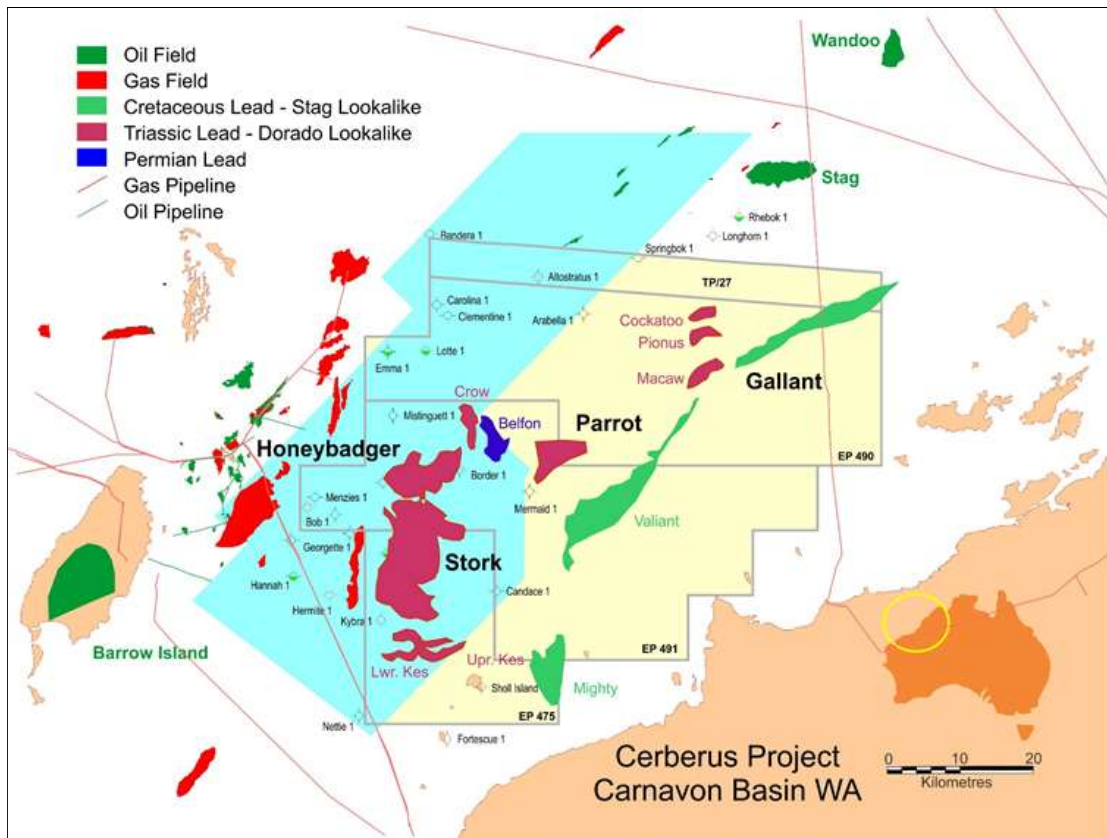 Oil Field
Gas Field
Cretaceous Lead - Stag Lookalike
Triassic Lead - Dorado Lookalike
Permian Lead
Gas Pipeline
Oil Pipeline
Wandoo
Stag
Rhebok 1
Longhorn 1
Bandera 1
Springbok 1
Altostratus 1
TP/27
Carolina 1
Clementine 1
Arabella 1
Cockatoo
Pionus
Emma 1
Lotte 1
Macaw
Gallant
Crow
Mistinguett 1
Belfon
Parrot
Honeybadger
EP 490
Border 1
Menzies 1
Mermaid 1
Bob 1
Valiant
Georgette 1
Stork
Hannah 1
Candace 1
Hermite 1
Kybra 1
Barrow Island
EP 491
Lwr. Kes
Upr. Kes
Sholl Island
Mighty
EP 475
Nettle 1
Fortescue 1
Cerberus Project
Carnavon Basin WA
0 10 20
Kilometres